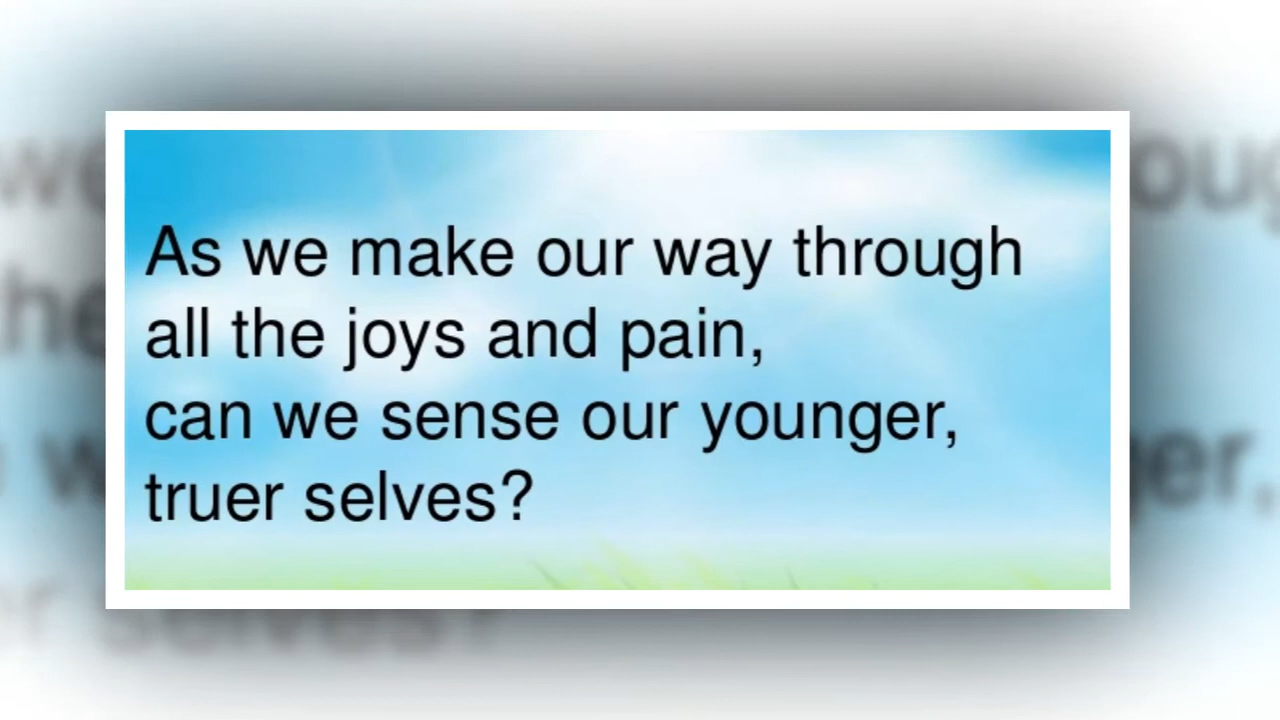 As we make our way through
all the joys and pain,
can we sense our younger,
truer selves?